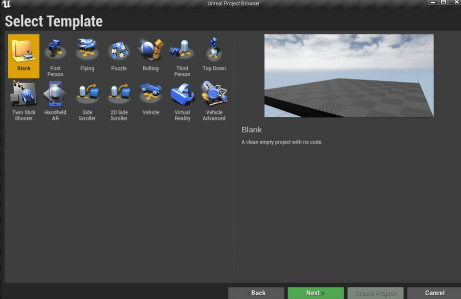 Unreal Project Browser
Select Template
Blank
First
Person
Flying
Puzzle
Rolling
Third
Person
Top Down
Twin Stick
Shooter
Handheld
AR
Side
Scroller
2D Side
Scroller
Vehicle
Virtual
Reality
Vehicle
Advanced
Blank
A clean empty project with no code.
Back
Next
Create Project
Cancel